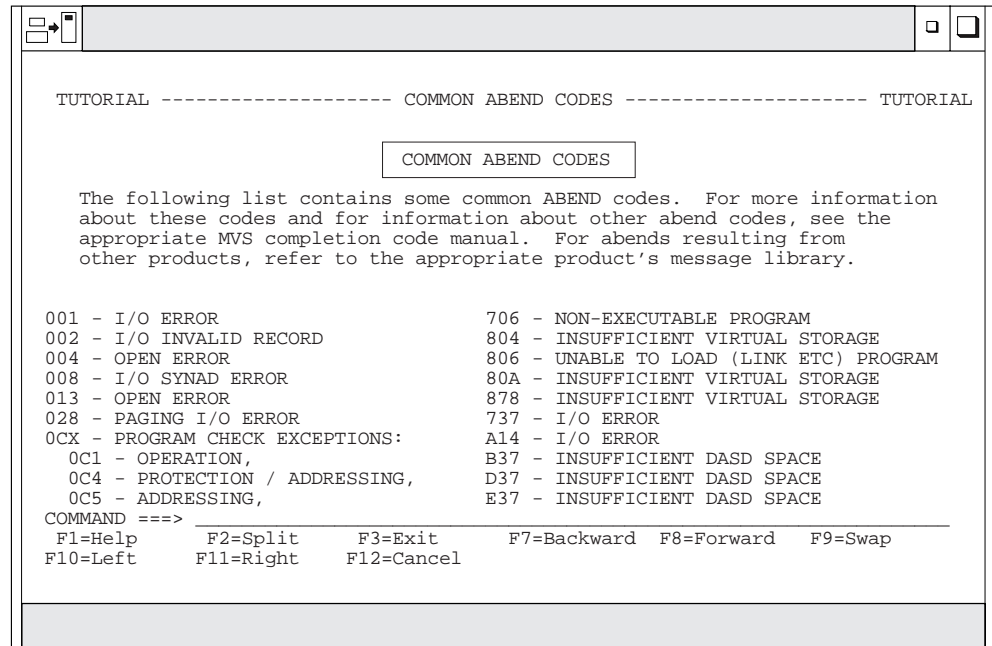 TUTORIAL -------------------- COMMON ABEND CODES --------------------- TUTORIAL
COMMON ABEND CODES
The following list contains some common ABEND codes.  For more information
about these codes and for information about other abend codes, see the
appropriate MVS completion code manual.  For abends resulting from
other products, refer to the appropriate product's message library.
001 - I/O ERROR                       706 - NON-EXECUTABLE PROGRAM
002 - I/O INVALID RECORD              804 - INSUFFICIENT VIRTUAL STORAGE
004 - OPEN ERROR                      806 - UNABLE TO LOAD (LINK ETC) PROGRAM
008 - I/O SYNAD ERROR                 80A - INSUFFICIENT VIRTUAL STORAGE
013 - OPEN ERROR                      878 - INSUFFICIENT VIRTUAL STORAGE
028 - PAGING I/O ERROR                737 - I/O ERROR
0CX - PROGRAM CHECK EXCEPTIONS:       A14 - I/O ERROR
  0C1 - OPERATION,                    B37 - INSUFFICIENT DASD SPACE
  0C4 - PROTECTION / ADDRESSING,      D37 - INSUFFICIENT DASD SPACE
  0C5 - ADDRESSING,                   E37 - INSUFFICIENT DASD SPACE
COMMAND ===> _________________________________________________________________
 F1=Help      F2=Split     F3=Exit      F7=Backward  F8=Forward   F9=Swap
F10=Left     F11=Right    F12=Cancel